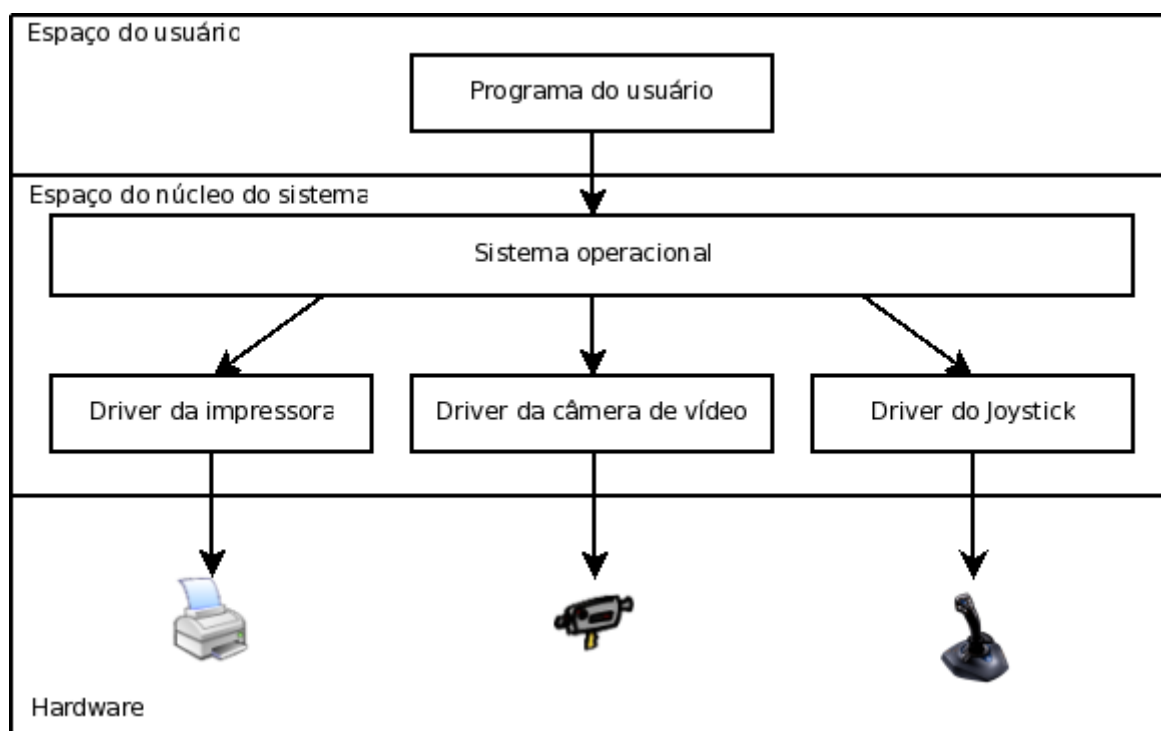 Espaço do usuário
Programa do usuário
Espaço do núcleo do sistema
Sistema operacional
Driver da impressora
Driver da câmera de vídeo
Driver do Joystick
Hardware